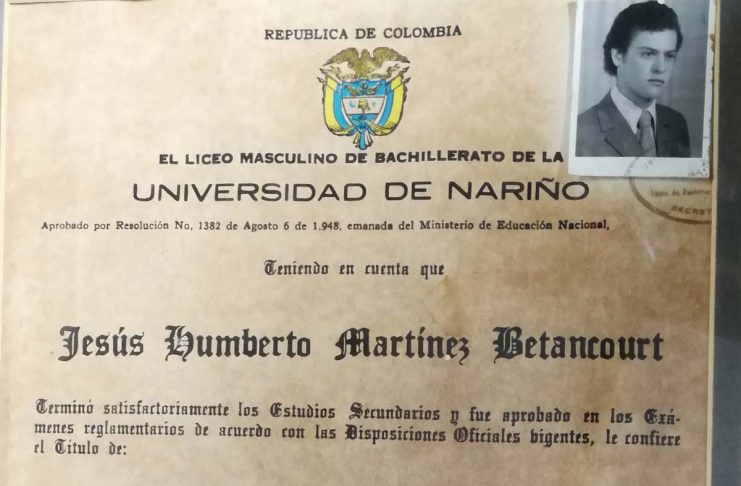 REPUBLICA DE COLOMBIA
EL LICEO MASCULINO DE BACHILLERATO DE LA
UNIVERSIDAD DE NARIÑO
Aprobado por Resolución No. 1382 de Agosto 6 de 1.948, emanada del Ministerio de Educación Nacional,
Teniendo en cuenta que
Jesús Humberto Martínez Betancourt
Terminó satisfactoriamente los Estudios Secundarios y fue aprobado en los Exá-
menes reglamentarios de acuerdo con las Disposiciones Oficiales bigentes, le confiere
el Título de: